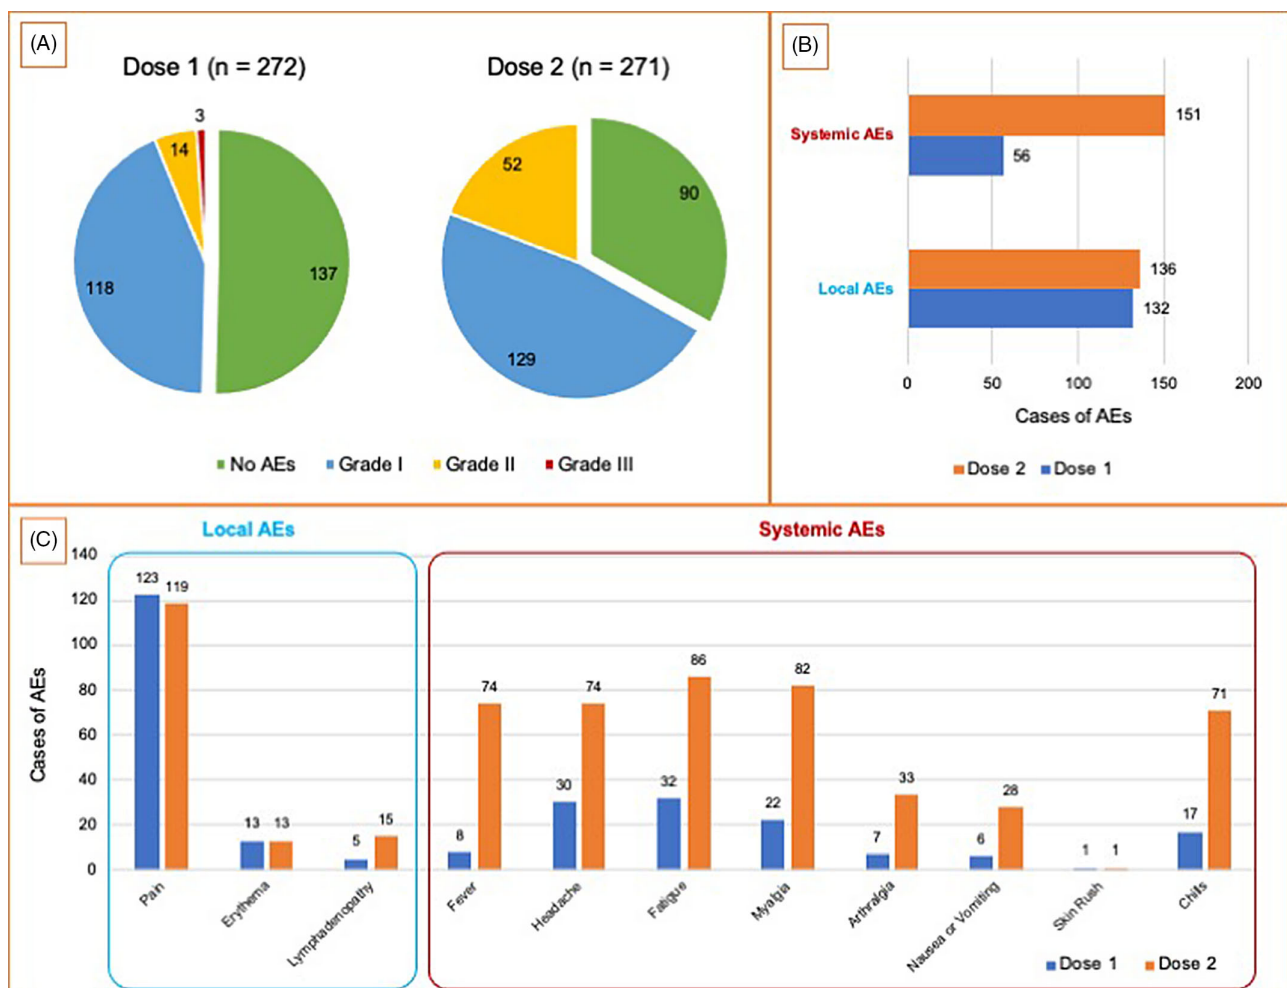 (A)
Dose 1 (n = 272)
3
14
118
137
Dose 2 (n = 271)
52
90
129
No AEs Grade I Grade II Grade III
(B)
Systemic AEs
151
56
Local AEs
136
132
0 50 100 150 200
Cases of AEs
Dose 2 Dose 1
(C)
Local AEs
Systemic AEs
Cases of AEs
140
120
100
80
60
40
20
0
123 119
13 13
5 15
8 74
30 74
32 86
22 82
7 33
6 28
1 1
17 71
Pain
Erythema
Lymphadenopathy
Fever
Headache
Fatigue
Myalgia
Arthralgia
Nausea or Vomiting
Skin Rush
Chills
Dose 1 Dose 2